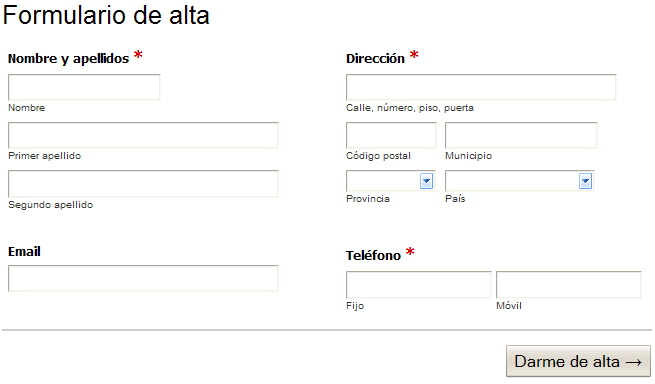 Formulario de alta
Nombre y apellidos *
Nombre
Primer apellido
Segundo apellido
Email
Dirección *
Calle, número, piso, puerta
Código postal Municipio
Provincia País
Teléfono *
Fijo Móvil
Darme de alta →